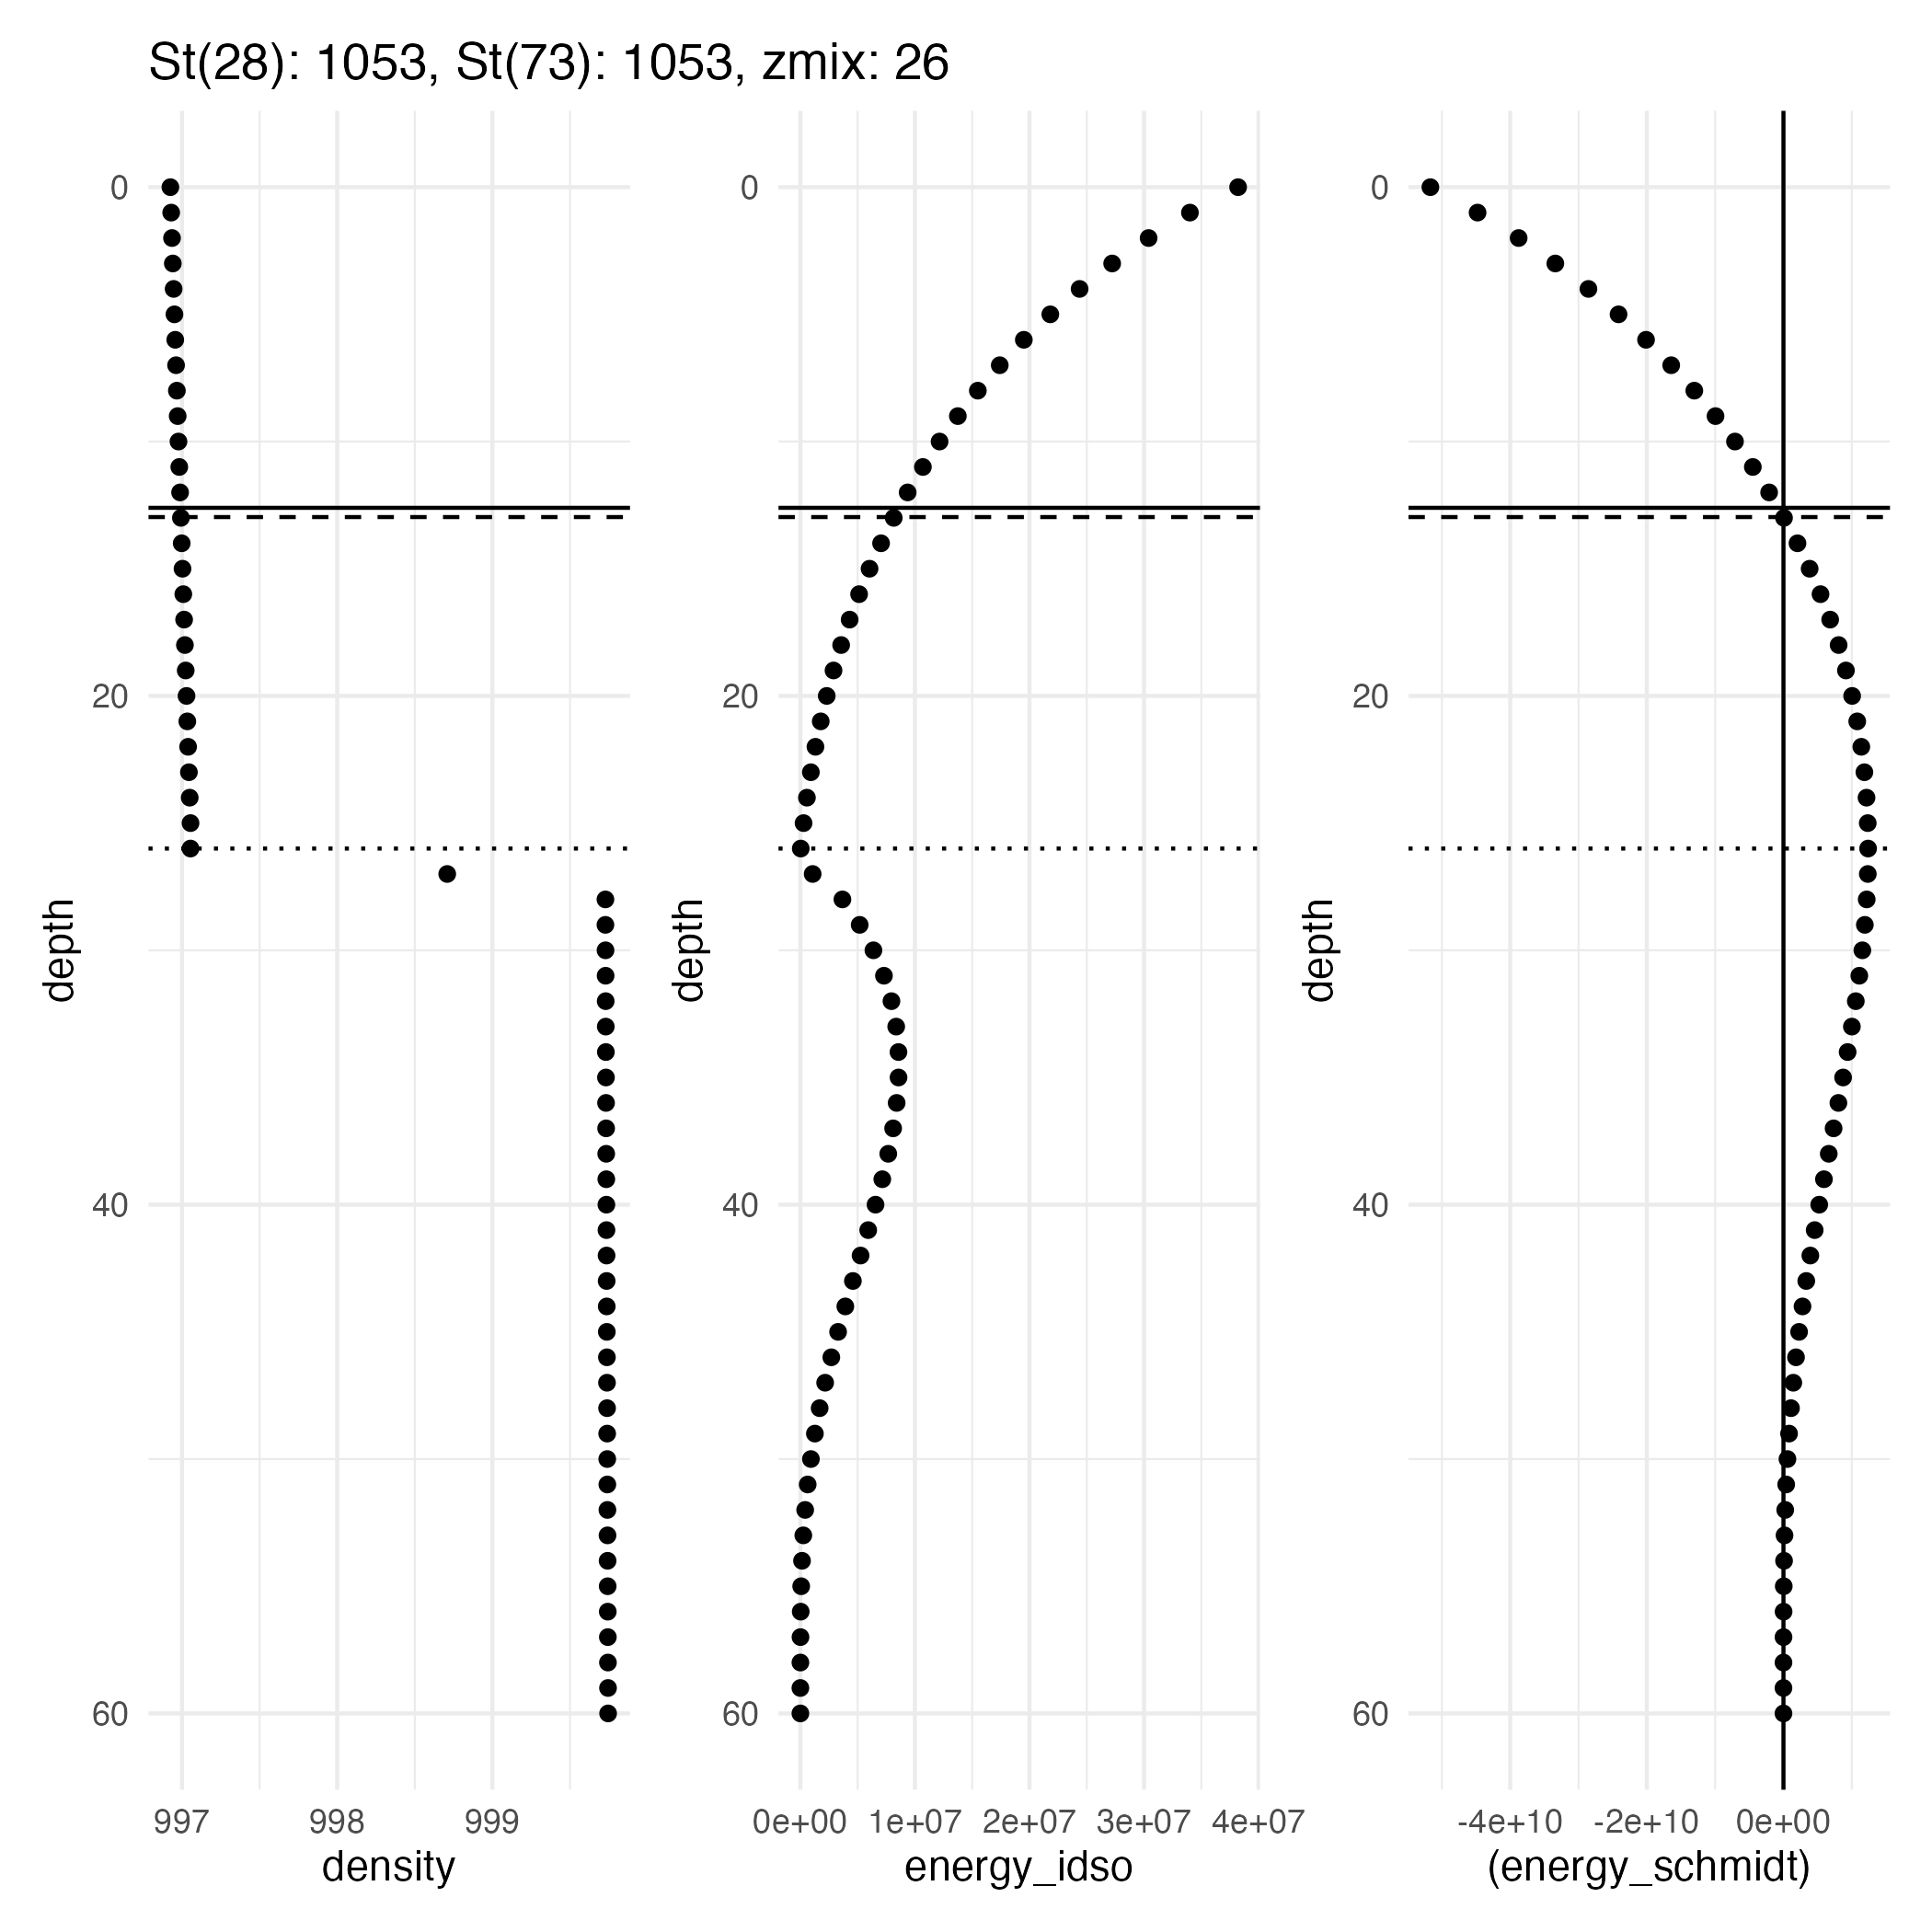 St(28): 1053, St(73): 1053, zmix: 26
0
20
40
60
depth
997 998 999
density
0
20
40
60
depth
0e+00 1e+07 2e+07 3e+07 4e+07
energy_idso
0
20
40
60
depth
-4e+10 -2e+10 0e+00
(energy_schmidt)